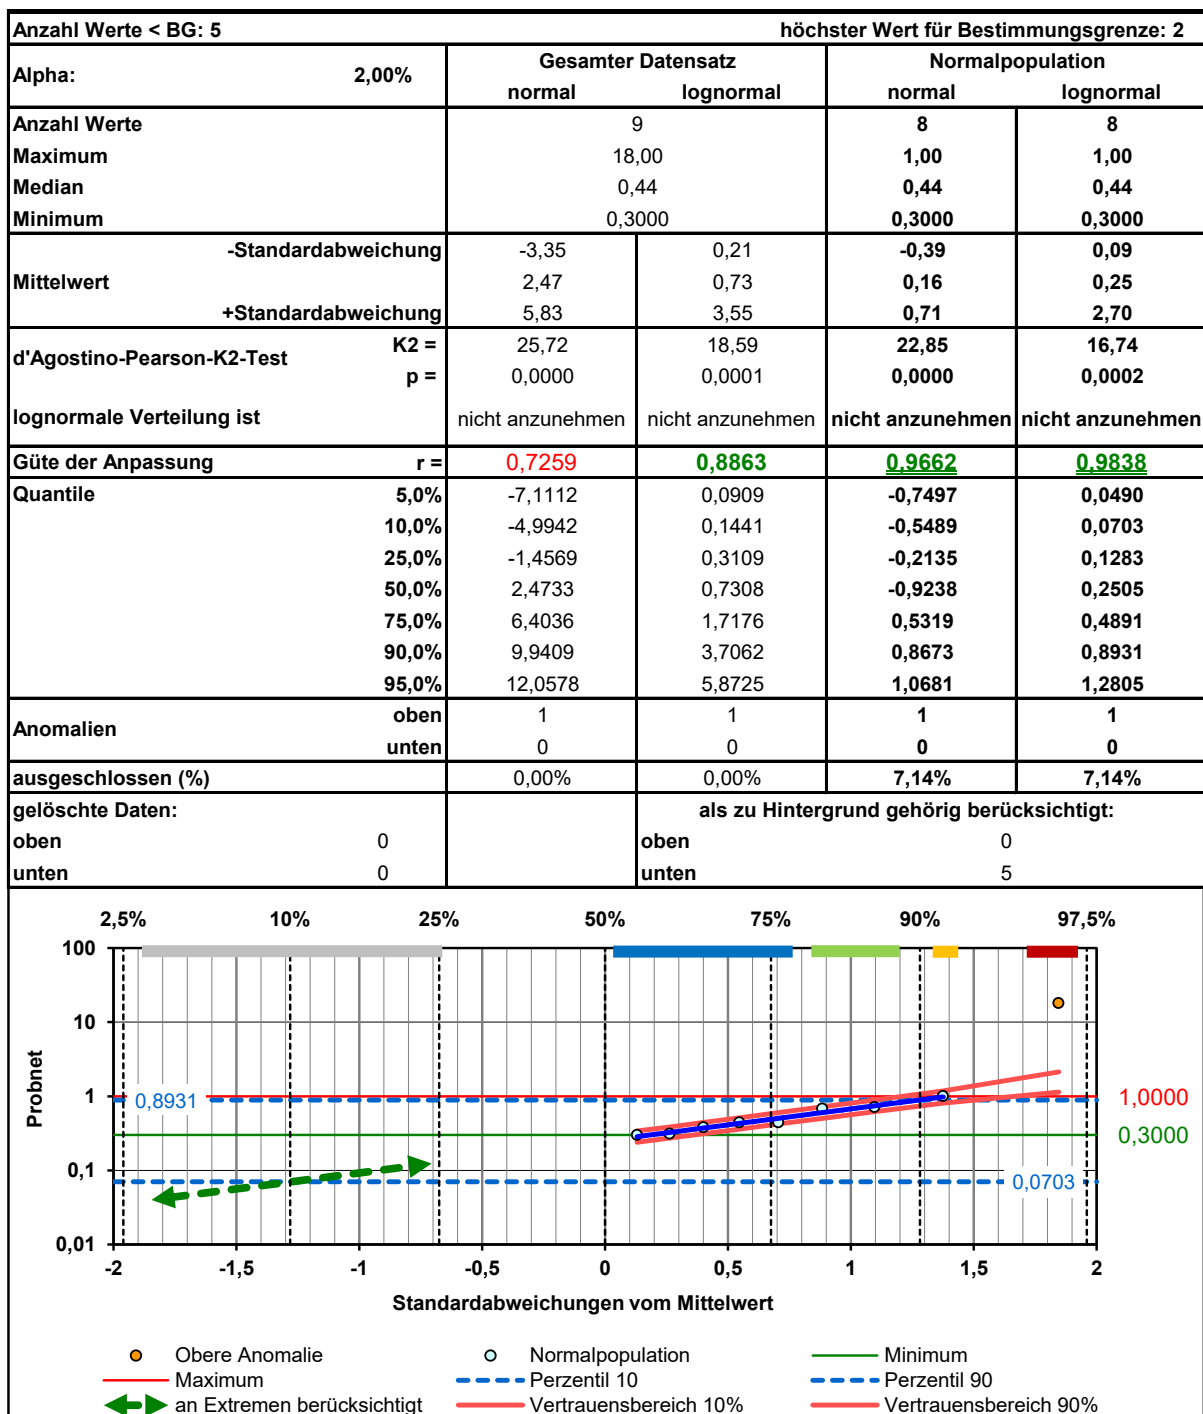 Anzahl Werte < BG: 5 höchster Wert für Bestimmungsgrenze: 2
Alpha: 2,00% Gesamter Datensatz Normalpopulation
normal lognormal normal lognormal
Anzahl Werte 9 8 8
Maximum 18,00 1,00 1,00
Median 0,44 0,44 0,44
Minimum 0,3000 0,3000 0,3000
-Standardabweichung -3,35 0,21 -0,39 0,09
Mittelwert 2,47 0,73 0,16 0,25
+Standardabweichung 5,83 3,55 0,71 2,70
d'Agostino-Pearson-K2-Test K2 = 25,72 18,59 22,85 16,74
p = 0,0000 0,0001 0,0000 0,0002
lognormale Verteilung ist nicht anzunehmen nicht anzunehmen nicht anzunehmen nicht anzunehmen
Güte der Anpassung r = 0,7259 0,8863 0,9662 0,9838
Quantile 5,0% -7,1112 0,0909 -0,7497 0,0490
10,0% -4,9942 0,1441 -0,5489 0,0703
25,0% -1,4569 0,3109 -0,2135 0,1283
50,0% 2,4733 0,7308 -0,9238 0,2505
75,0% 6,4036 1,7176 0,5319 0,4891
90,0% 9,9409 3,7062 0,8673 0,8931
95,0% 12,0578 5,8725 1,0681 1,2805
Anomalien oben 1 1 1 1
unten 0 0 0 0
ausgeschlossen (%) 0,00% 0,00% 7,14% 7,14%
gelöschte Daten: als zu Hintergrund gehörig berücksichtigt:
oben 0 oben 0
unten 0 unten 5
2,5% 10% 25% 50% 75% 90% 97,5%
100
10
1
0,1
0,01
Probnet
0,8931
1,0000
0,3000
0,0703
-2 -1,5 -1 -0,5 0 0,5 1 1,5 2
Standardabweichungen vom Mittelwert
Obere Anomalie Normalpopulation Minimum
Maximum Perzentil 10 Perzentil 90
an Extremen berücksichtigt Vertrauensbereich 10% Vertrauensbereich 90%